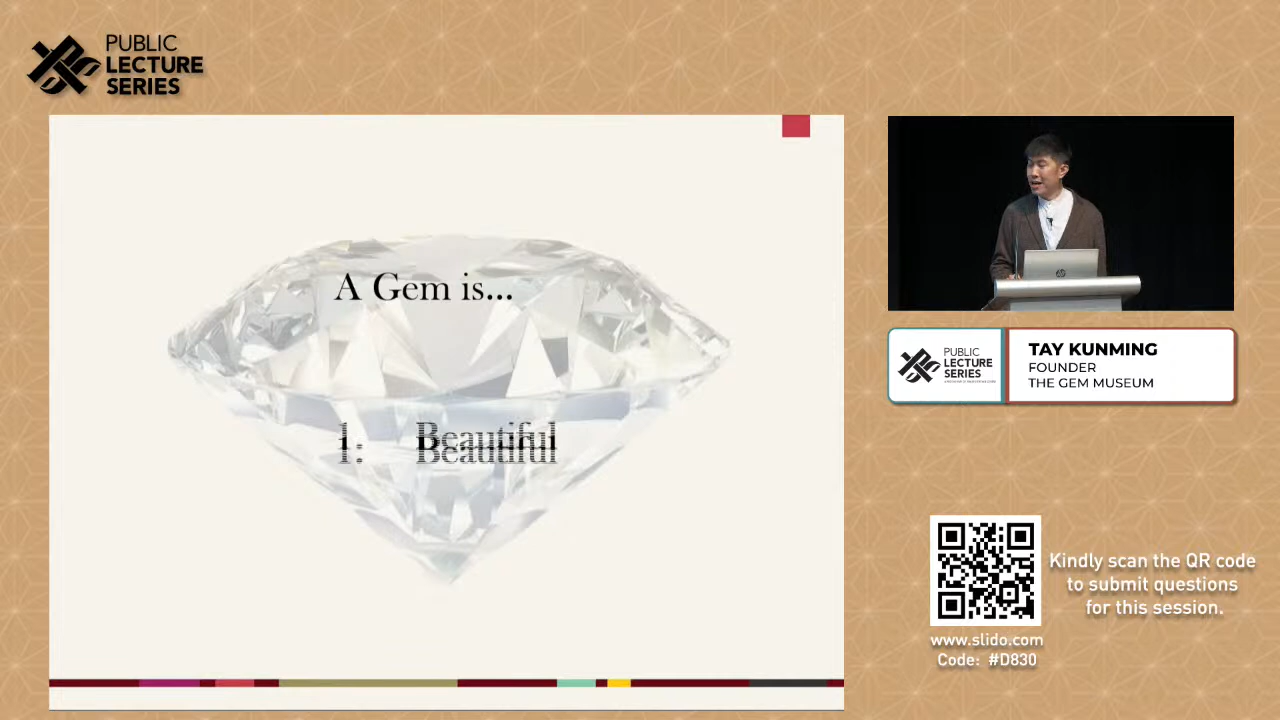 PUBLIC
LECTURE
SERIES
A Gem is...
1: Beautiful
PUBLIC
LECTURE
SERIES
TAY KUNMING
FOUNDER
THE GEM MUSEUM
Kindly scan the QR code
to submit questions
for this session.
www.slido.com
Code: #D830